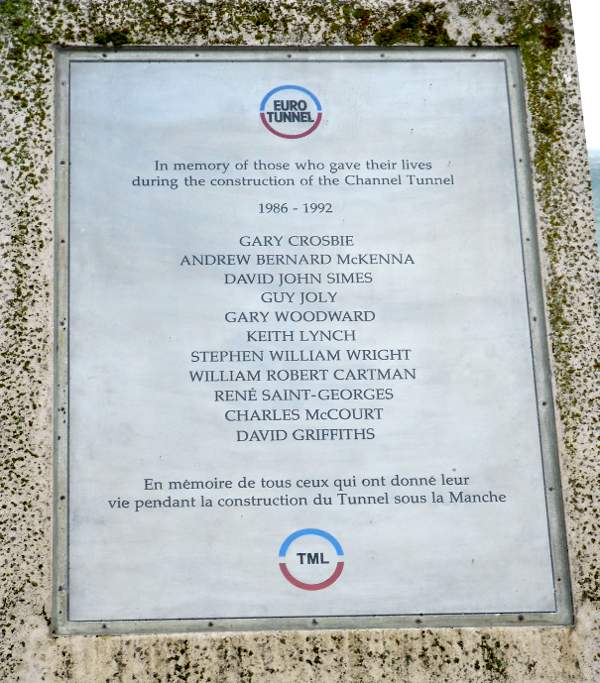 EURO
TUNNEL
In memory of those who gave their lives
during the construction of the Channel Tunnel
1986 - 1992
GARY CROSBIE
ANDREW BERNARD McKENNA
DAVID JOHN SIMES
GUY JOLY
GARY WOODWARD
KEITH LYNCH
STEPHEN WILLIAM WRIGHT
WILLIAM ROBERT CARTMAN
RENÉ SAINT-GEORGES
CHARLES McCOURT
DAVID GRIFFITHS
En mémoire de tous ceux qui ont donné leur
vie pendant la construction du Tunnel sous la Manche
TML